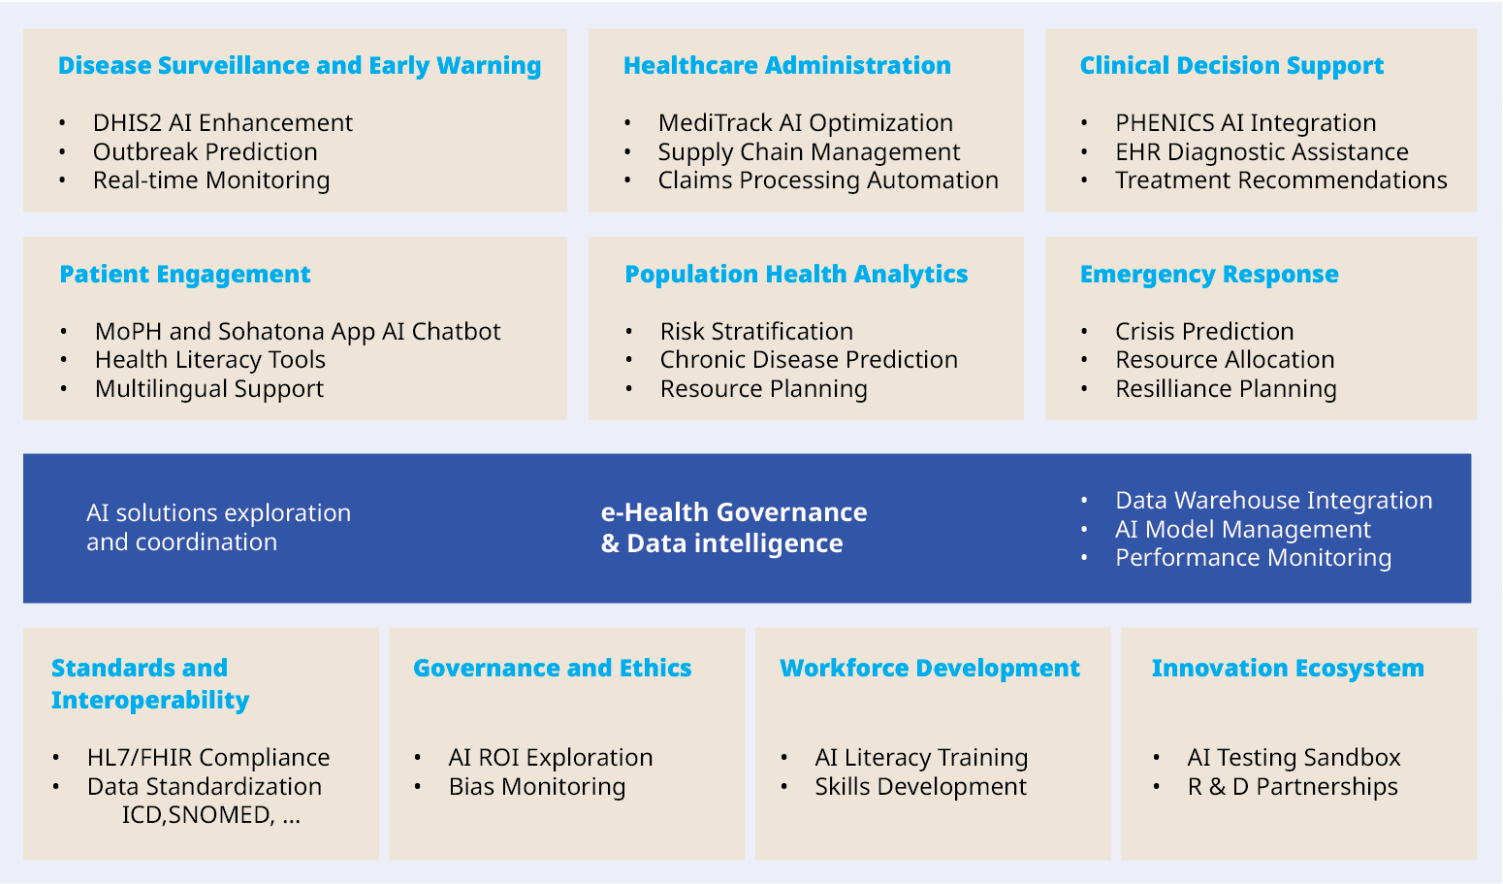 Disease Surveillance and Early Warning
• DHIS2 AI Enhancement
• Outbreak Prediction
• Real-time Monitoring
Healthcare Administration
• MediTrack AI Optimization
• Supply Chain Management
• Claims Processing Automation
Clinical Decision Support
• PHENICS AI Integration
• EHR Diagnostic Assistance
• Treatment Recommendations
Patient Engagement
• MoPH and Sohatona App AI Chatbot
• Health Literacy Tools
• Multilingual Support
Population Health Analytics
• Risk Stratification
• Chronic Disease Prediction
• Resource Planning
Emergency Response
• Crisis Prediction
• Resource Allocation
• Resilliance Planning
AI solutions exploration
and coordination
e-Health Governance
& Data intelligence
• Data Warehouse Integration
• AI Model Management
• Performance Monitoring
Standards and
Interoperability
• HL7/FHIR Compliance
• Data Standardization
ICD,SNOMED, ...
Governance and Ethics
• AI ROI Exploration
• Bias Monitoring
Workforce Development
• AI Literacy Training
• Skills Development
Innovation Ecosystem
• AI Testing Sandbox
• R & D Partnerships